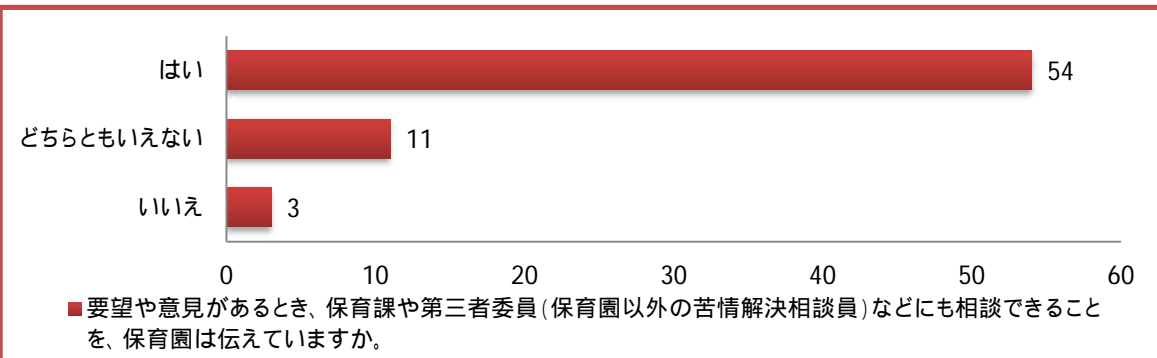 はい
54
どちらともいえない
11
いいえ
3
0 10 20 30 40 50 60
要望や意見があるとき、保育課や第三者委員(保育園以外の苦情解決相談員)などにも相談できること
を、保育園は伝えていますか。